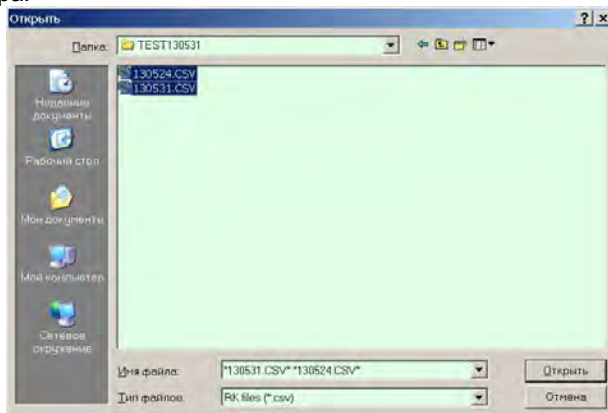 ра.
Открыть
Папка:
TEST130531
130524.CSV
130531.CSV
Недавние
документы
Рабочий стол
Мои документы
Мой компьютер
Сетевое
окружение
Имя файла:
"130531.CSV" "130524.CSV"
Открыть
Тип файлов:
RK files (*.csv)
Отмена